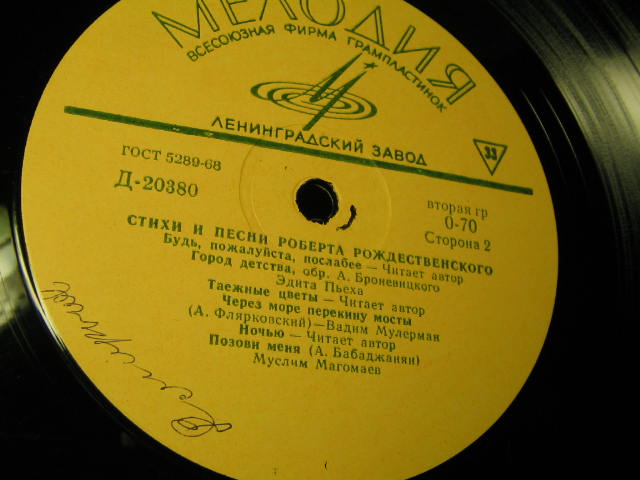 МЕЛОДИЯ
ВСЕСОЮЗНАЯ ФИРМА ГРАМПЛАСТИНОК
ЛЕНИНГРАДСКИЙ ЗАВОД
33
ГОСТ 5289-68
Д-20380
вторая гр
0-70
Сторона 2
СТИХИ И ПЕСНИ РОБЕРТА РОЖДЕСТВЕНСКОГО
Будь, пожалуйста, послабее — Читает автор
Город детства, обр. А. Броневицкого
Эдита Пьеха
Таежные цветы — Читает автор
Через море перекину мосты
(А. Флярковский) — Вадим Мулерман
Ночью — Читает автор
Позови меня (А. Бабаджанян)
Муслим Магомаев